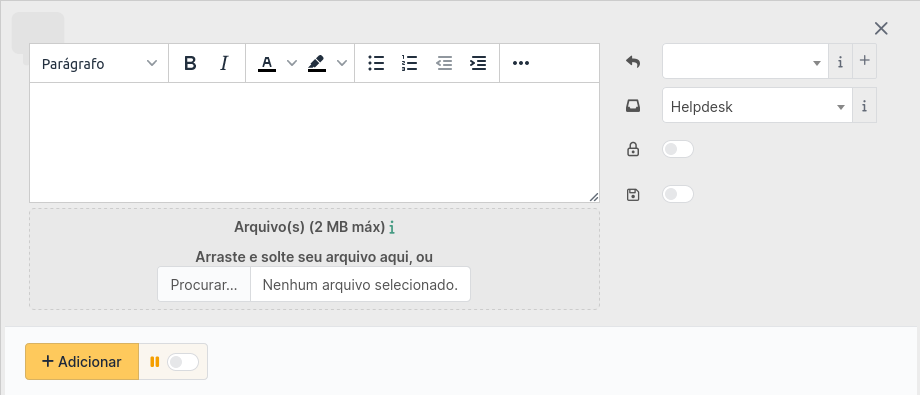 Parágrafo B I A
Helpdesk
Arquivo(s) (2 MB máx) i
Arraste e solte seu arquivo aqui, ou
Procurar... Nenhum arquivo selecionado.
+ Adicionar